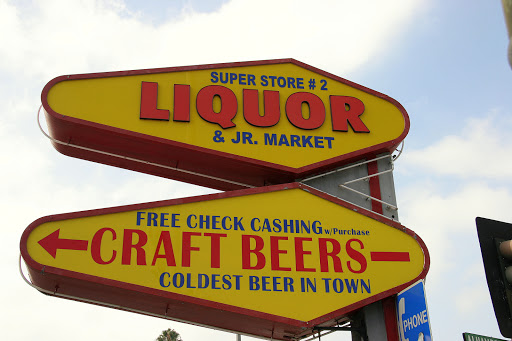 SUPER STORE # 2
LIQUOR
& JR. MARKET
FREE CHECK CASHING w/Purchase
CRAFT BEERS
COLDEST BEER IN TOWN
PHONE